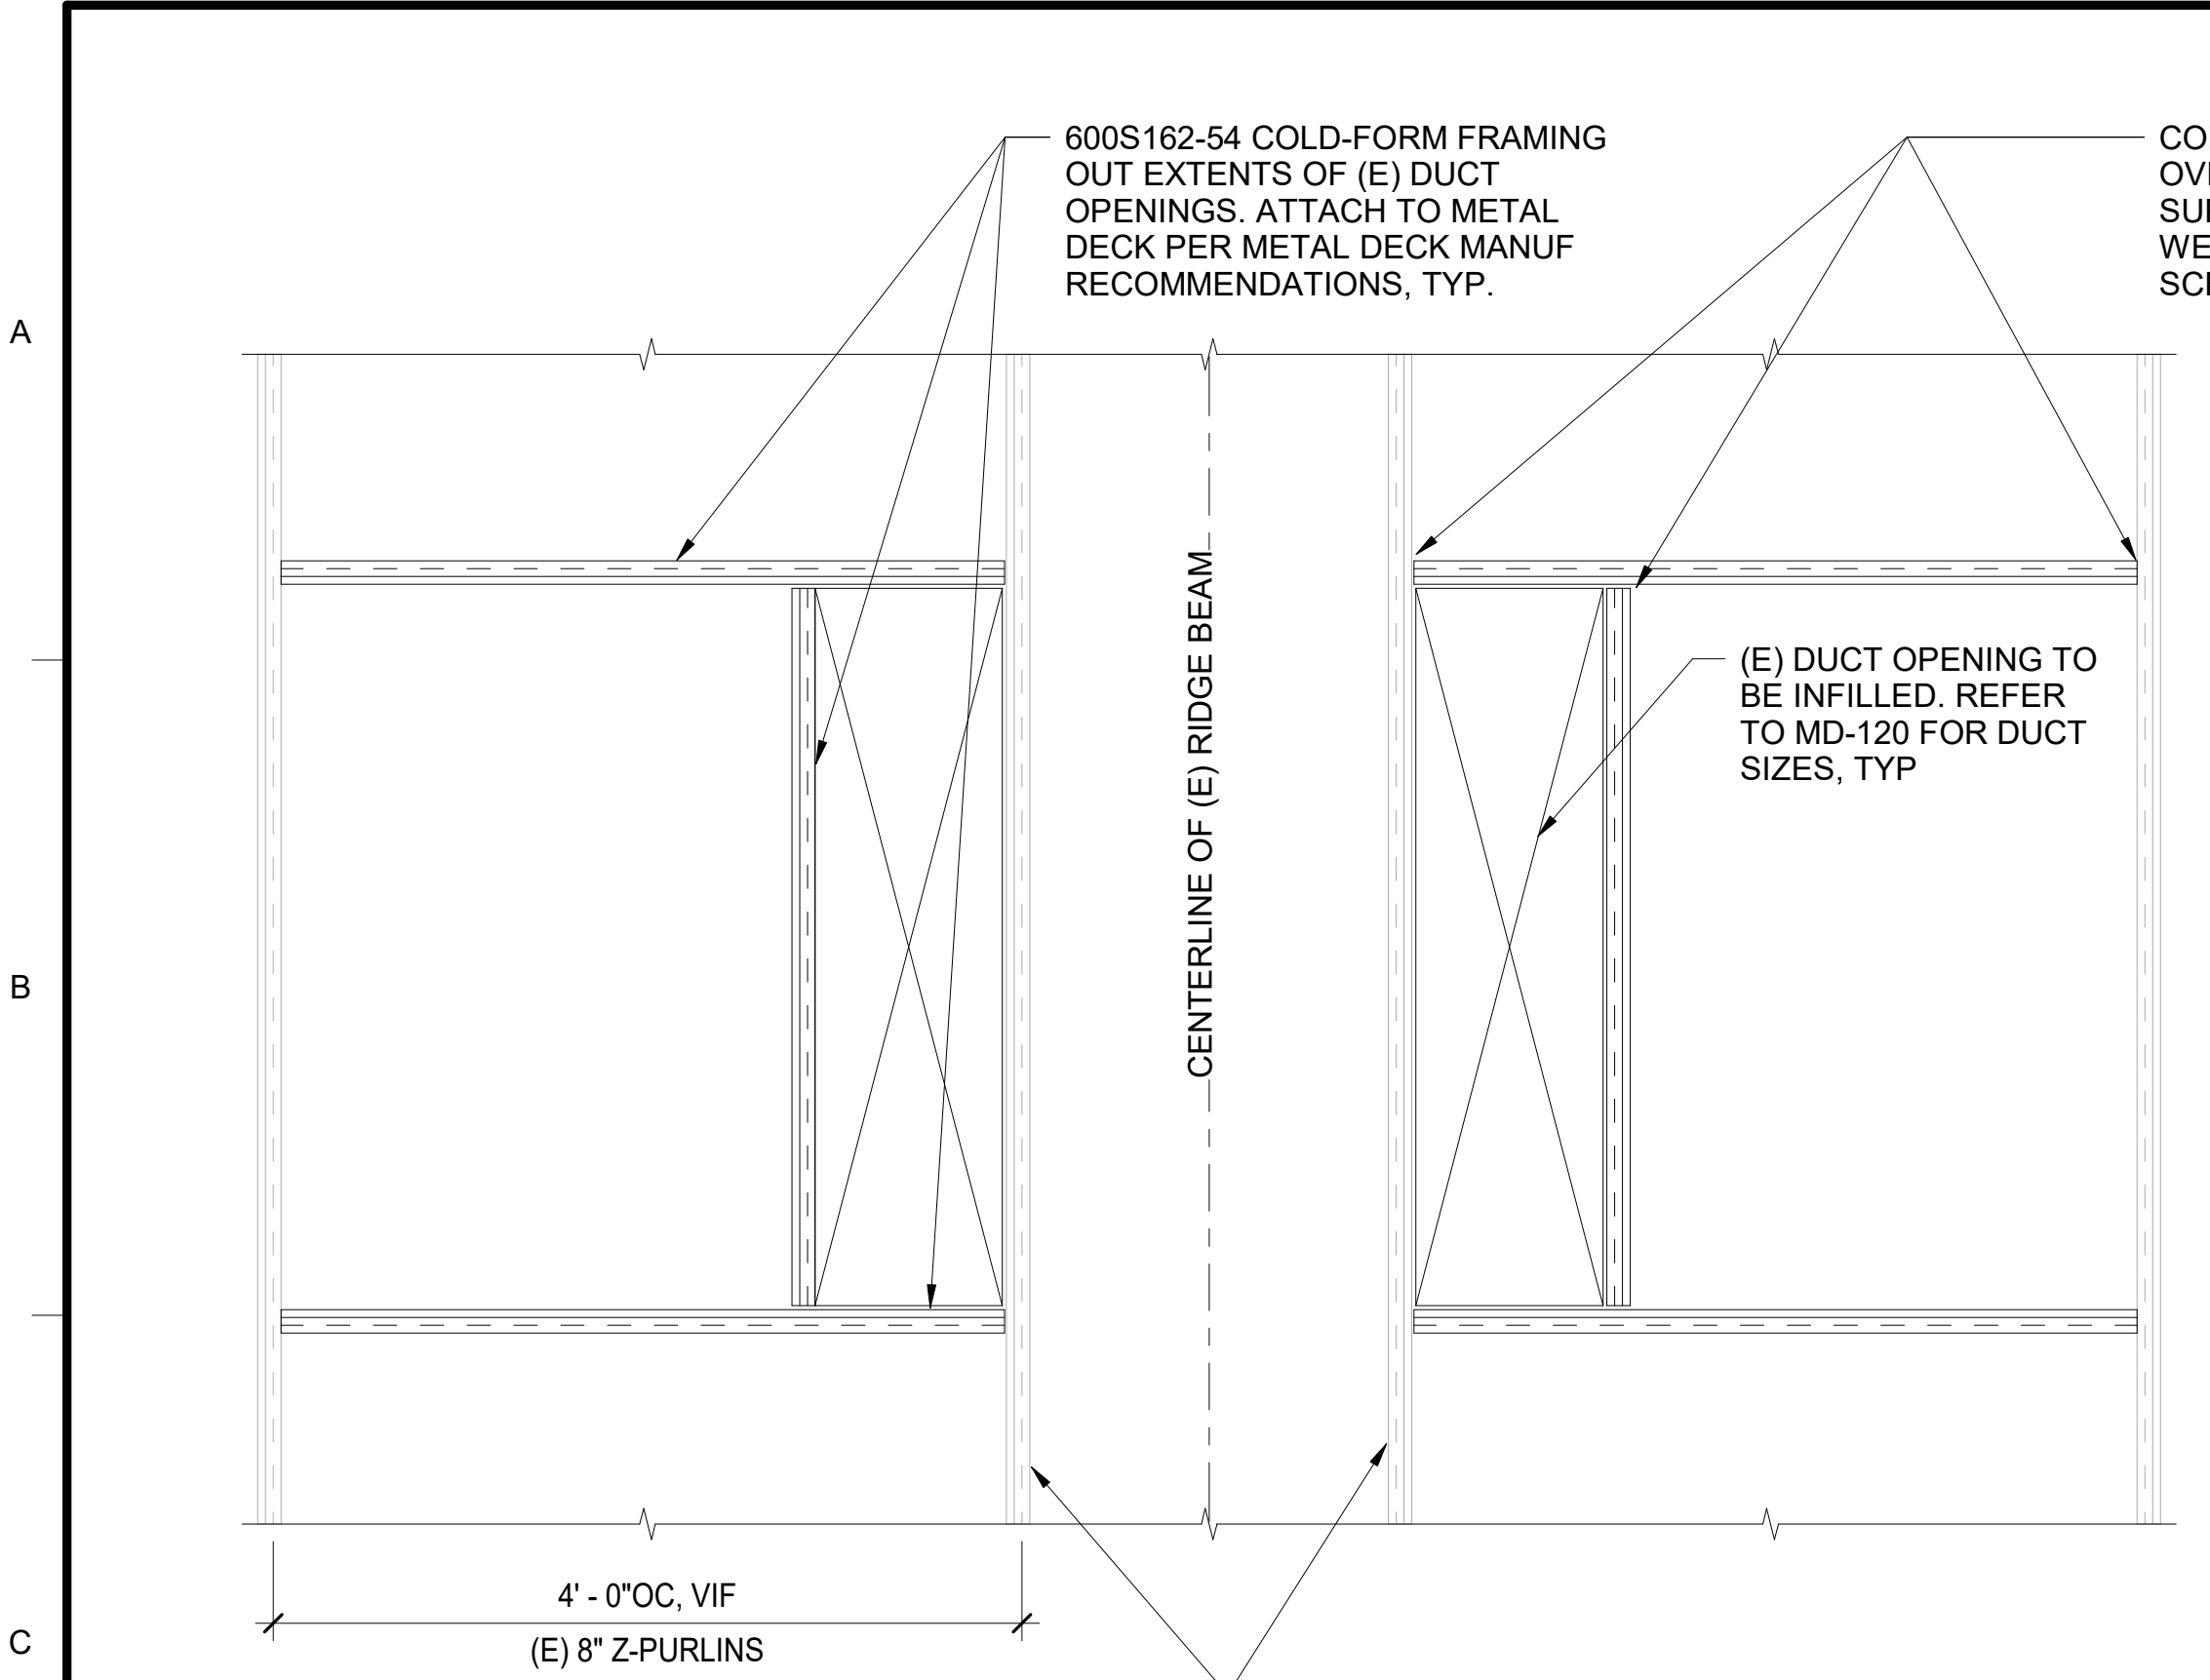 600S162-54 COLD-FORM FRAMING
OUT EXTENTS OF (E) DUCT
OPENINGS. ATTACH TO METAL
DECK PER METAL DECK MANUF
RECOMMENDATIONS, TYP.
A
CENTERLINE OF (E) RIDGE BEAM
(E) DUCT OPENING TO
BE INFILLED. REFER
TO MD-120 FOR DUCT
SIZES, TYP
B
4' - 0"OC, VIF
(E) 8" Z-PURLINS
C